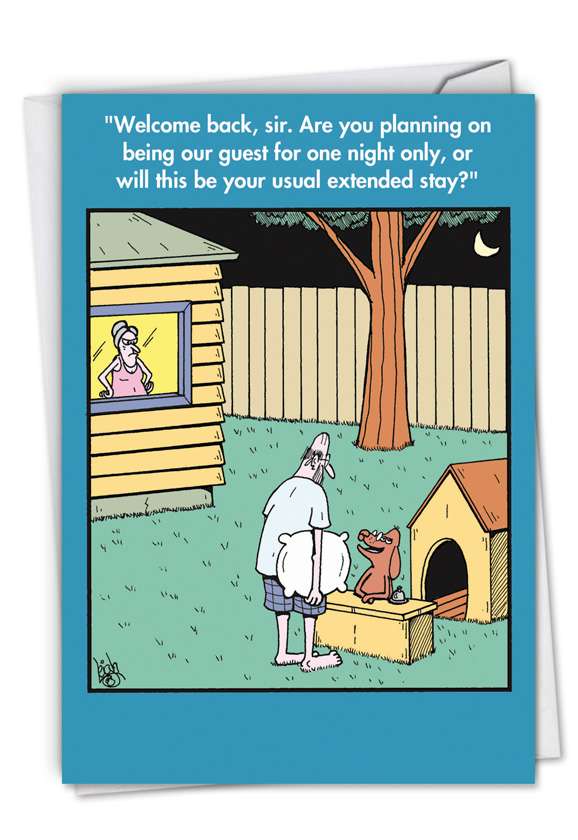 "Welcome back, sir. Are you planning on
being our guest for one night only, or
will this be your usual extended stay?"